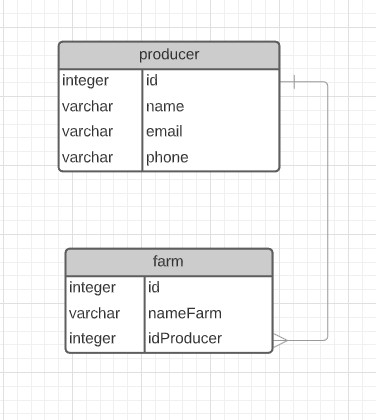 producer
integer id
varchar name
varchar email
varchar phone
farm
integer id
varchar nameFarm
integer idProducer